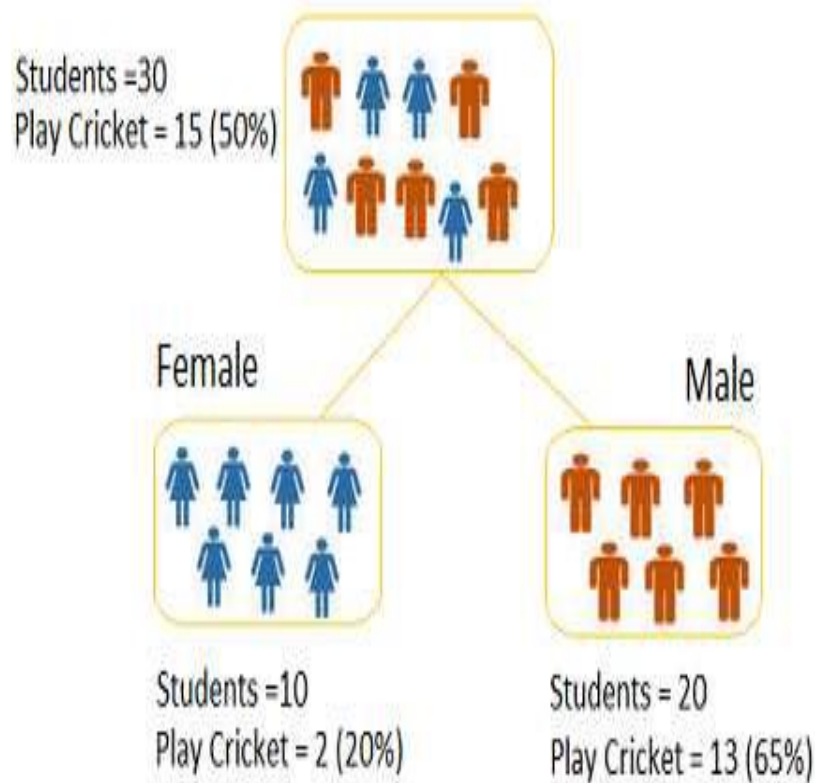 Students =30
Play Cricket = 15 (50%)
Female
Male
Students =10
Play Cricket = 2 (20%)
Students = 20
Play Cricket = 13 (65%)